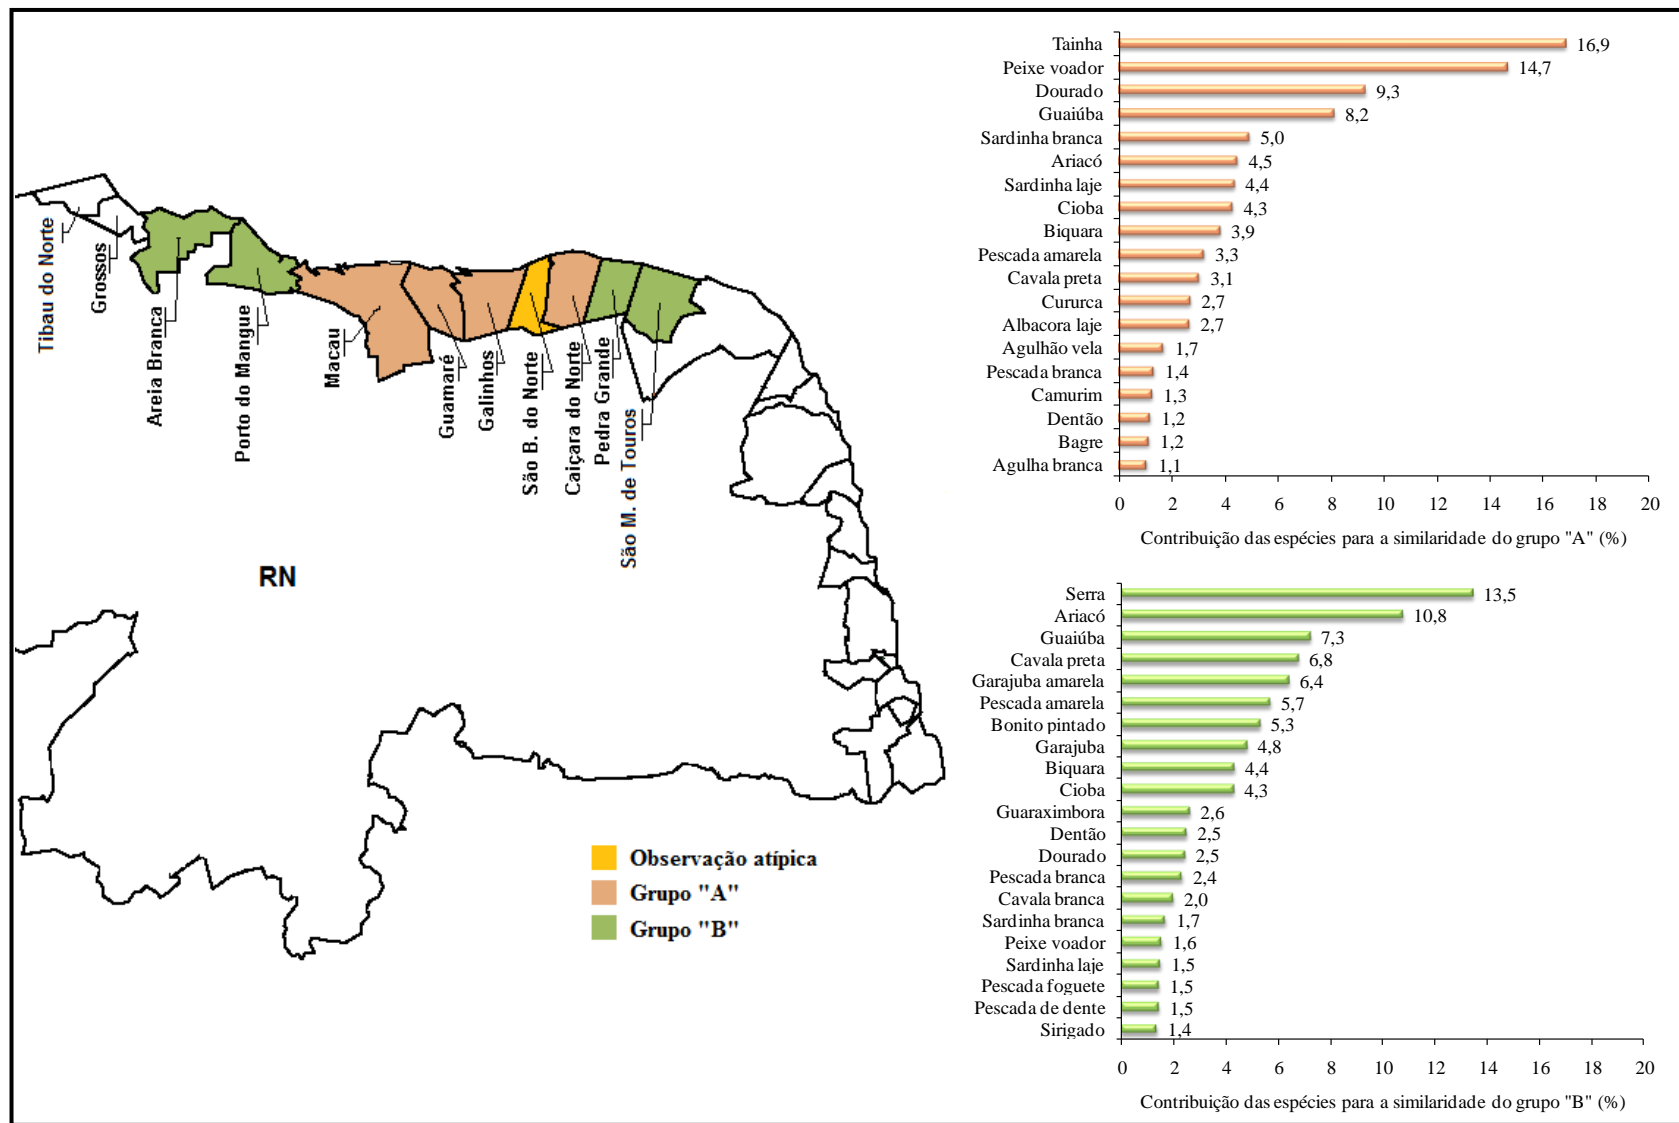 Tibau do Norte
Grossos
Areia Branca
Porto do Mangue
Macau
Guamaré
Galinhos
São B. do Norte
Caiçara do Norte
Pedra Grande
São M. de Touros
RN
Observação atípica
Grupo "A"
Grupo "B"
Tainha 16,9
Peixe voador 14,7
Dourado 9,3
Guaiúba 8,2
Sardinha branca 5,0
Ariacó 4,5
Sardinha laje 4,4
Cioba 4,3
Biquara 3,9
Pescada amarela 3,3
Cavala preta 3,1
Cururca 2,7
Albacora laje 2,7
Agulhão vela 1,7
Pescada branca 1,4
Camurim 1,3
Dentão 1,2
Bagre 1,2
Agulha branca 1,1
0 2 4 6 8 10 12 14 16 18 20
Contribuição das espécies para a similaridade do grupo "A" (%)
Serra 13,5
Ariacó 10,8
Guaiúba 7,3
Cavala preta 6,8
Garajuba amarela 6,4
Pescada amarela 5,7
Bonito pintado 5,3
Garajuba 4,8
Biquara 4,4
Cioba 4,3
Guaraximbora 2,6
Dentão 2,5
Dourado 2,5
Pescada branca 2,4
Cavala branca 2,0
Sardinha branca 1,7
Peixe voador 1,6
Sardinha laje 1,5
Pescada foguete 1,5
Pescada de dente 1,5
Sirigado 1,4
0 2 4 6 8 10 12 14 16 18 20
Contribuição das espécies para a similaridade do grupo "B" (%)